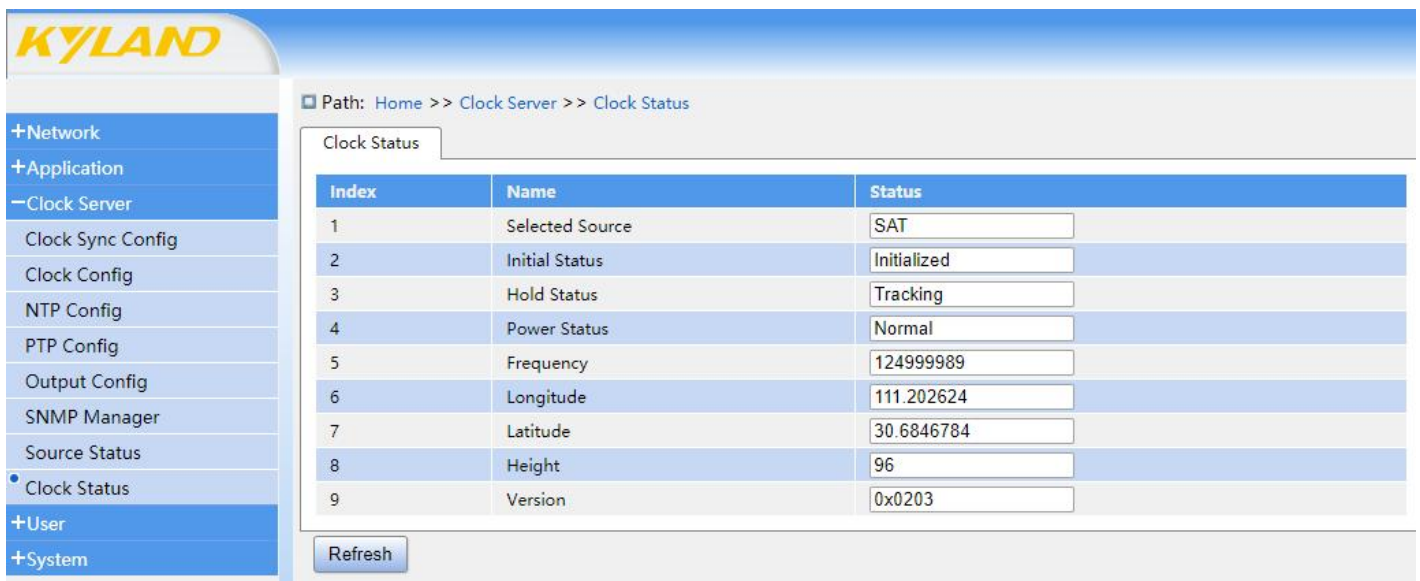 KYLAND
Path: Home >> Clock Server >> Clock Status
+Network
+Application
−Clock Server
Clock Sync Config
Clock Config
NTP Config
PTP Config
Output Config
SNMP Manager
Source Status
Clock Status
+User
+System
Clock Status
Index Name Status
1 Selected Source SAT
2 Initial Status Initialized
3 Hold Status Tracking
4 Power Status Normal
5 Frequency 124999989
6 Longitude 111.202624
7 Latitude 30.6846784
8 Height 96
9 Version 0x0203
Refresh